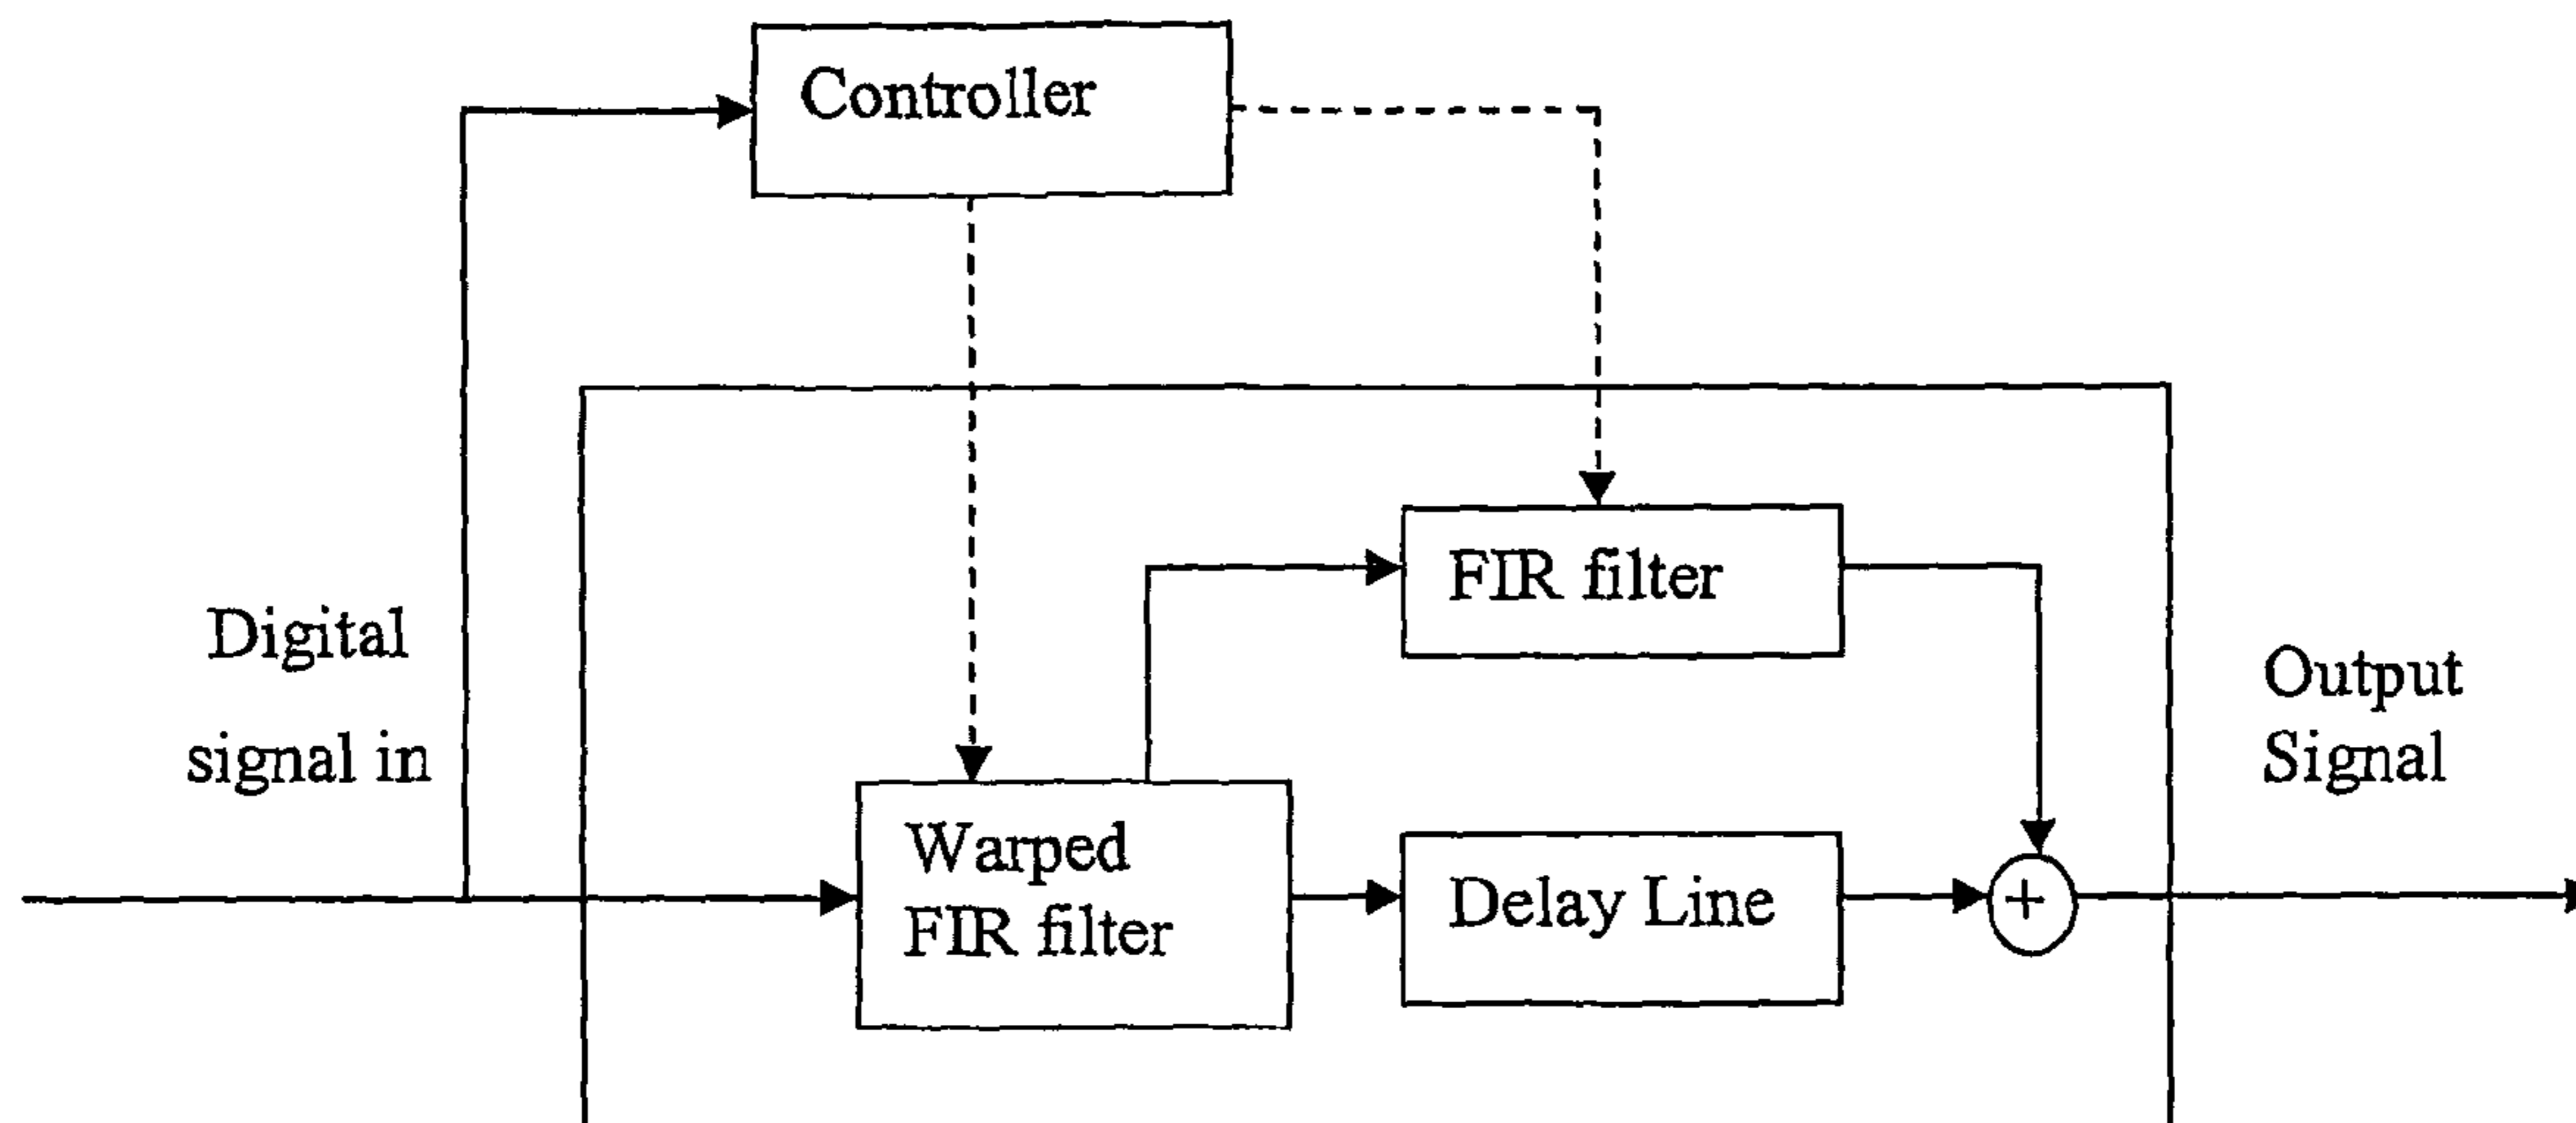 Controller
FIR filter
Digital
signal in
Output
Signal
Warped
FIR filter
Delay Line
+